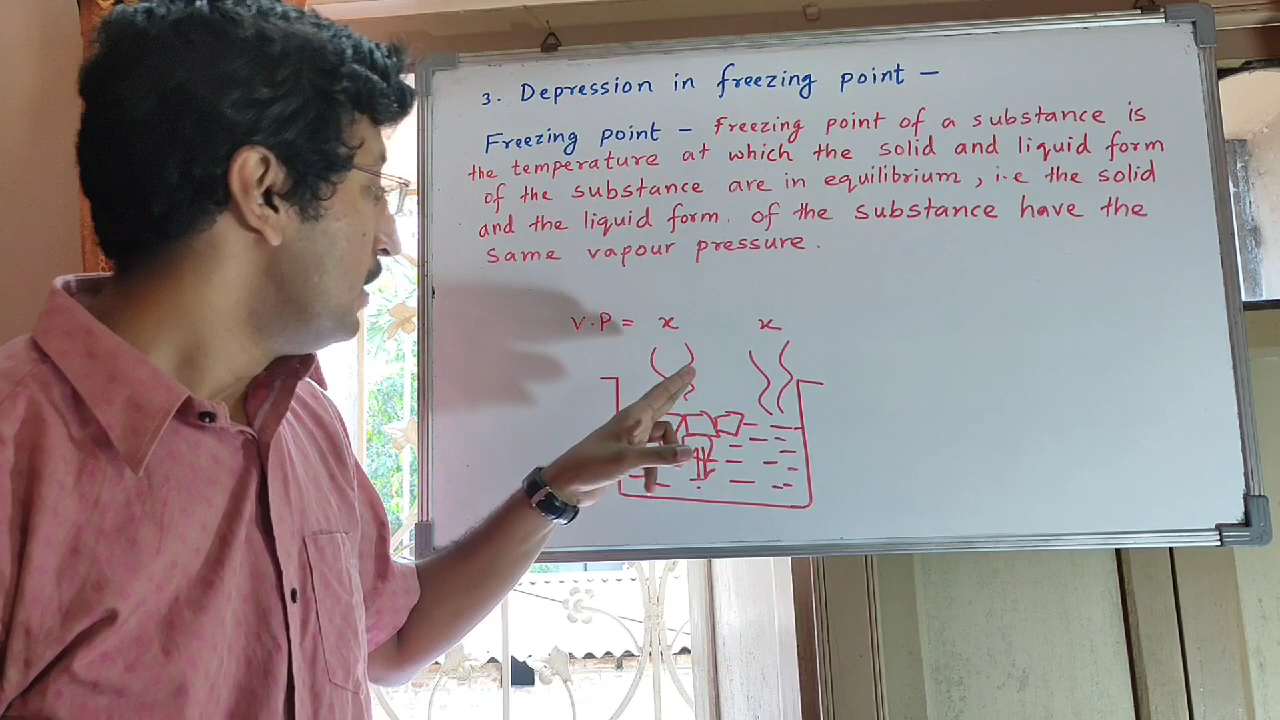 3. Depression in freezing point –
Freezing point – Freezing point of a substance is
the temperature at which the solid and liquid form
of the substance are in equilibrium, i.e the solid
and the liquid form. of the substance have the
same vapour pressure.
V.P = x x